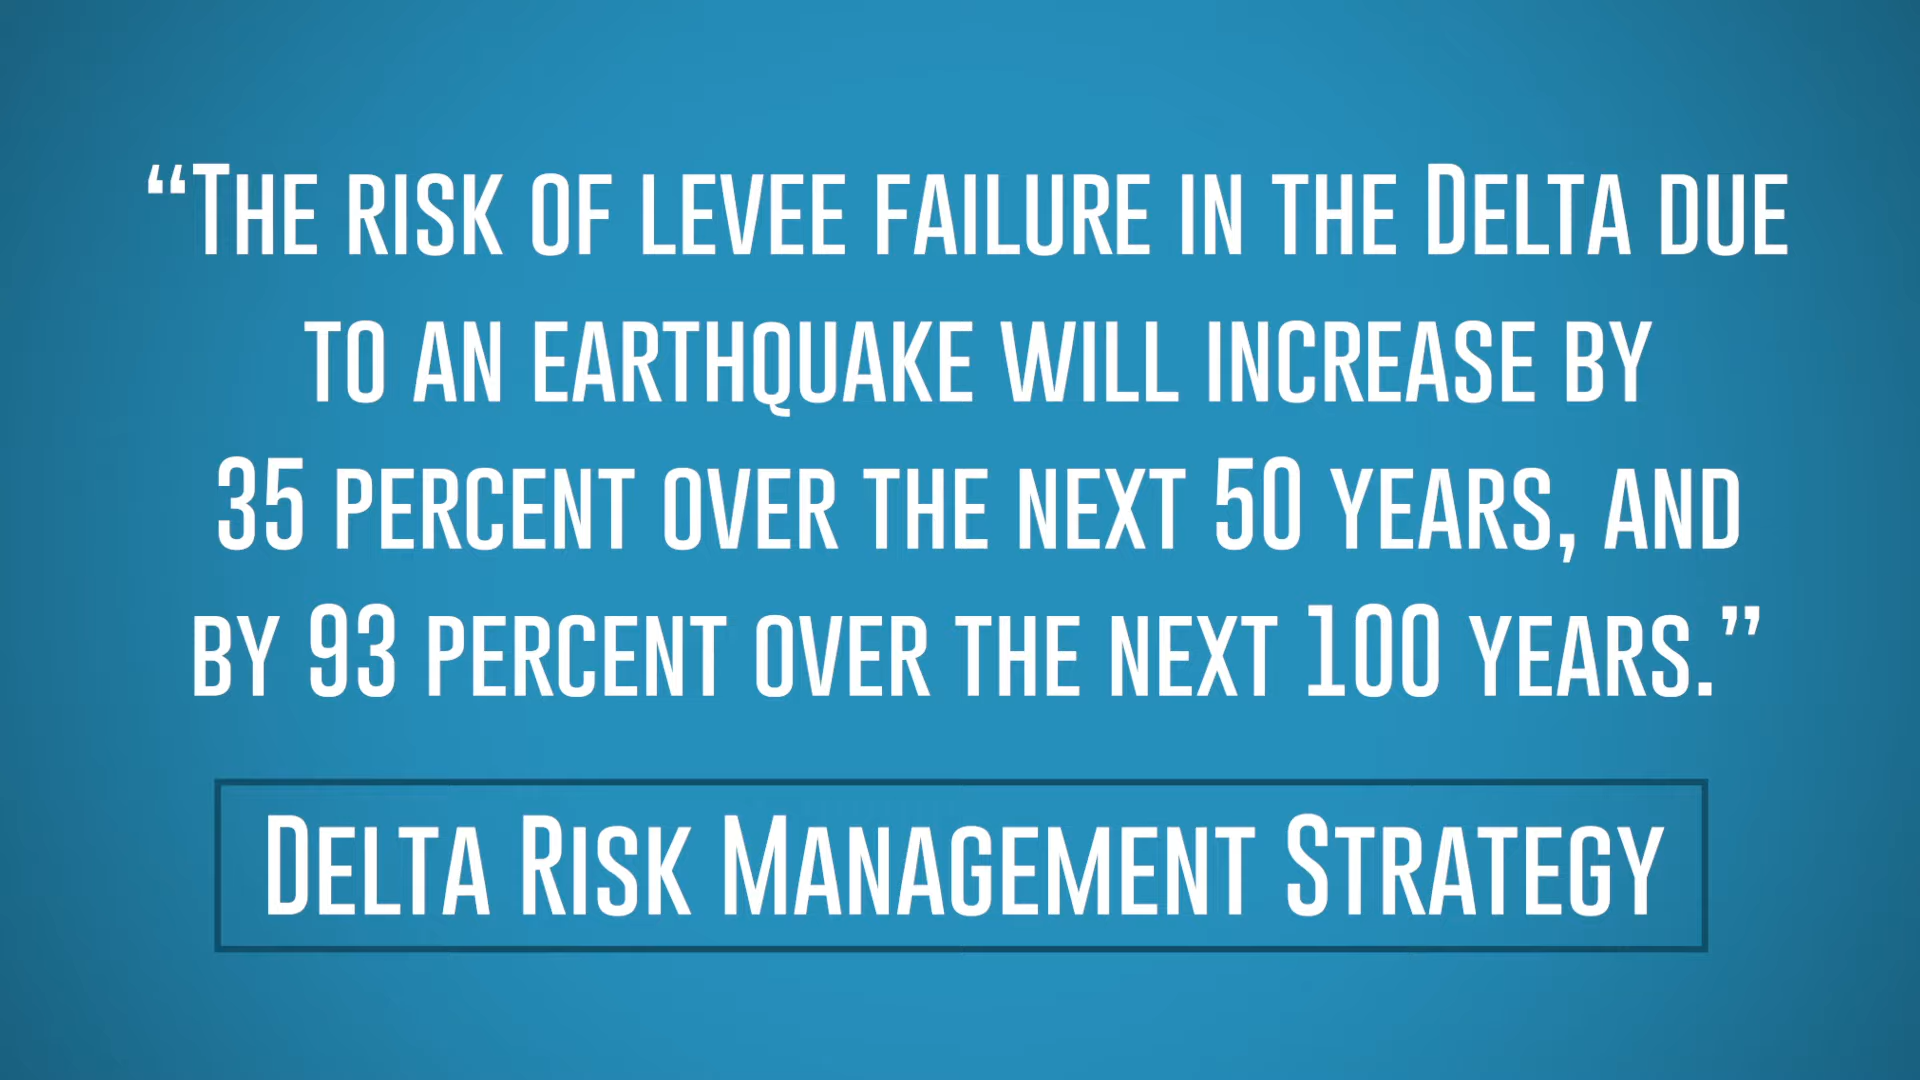 “The risk of levee failure in the Delta due
to an earthquake will increase by
35 percent over the next 50 years, and
by 93 percent over the next 100 years.”
Delta Risk Management Strategy